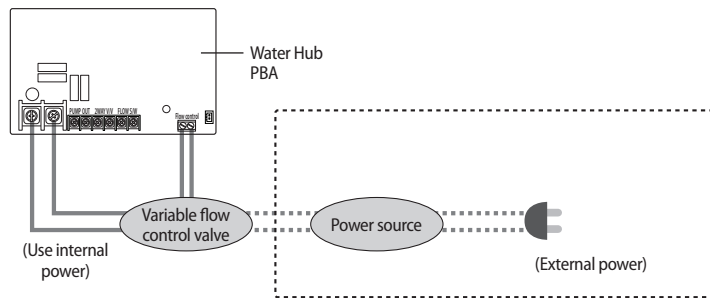 Water Hub
PBA
PUMP OUT 2WAY V/V FLOW S/W
Flow control
Variable flow
control valve
Power source
(Use internal
power)
(External power)